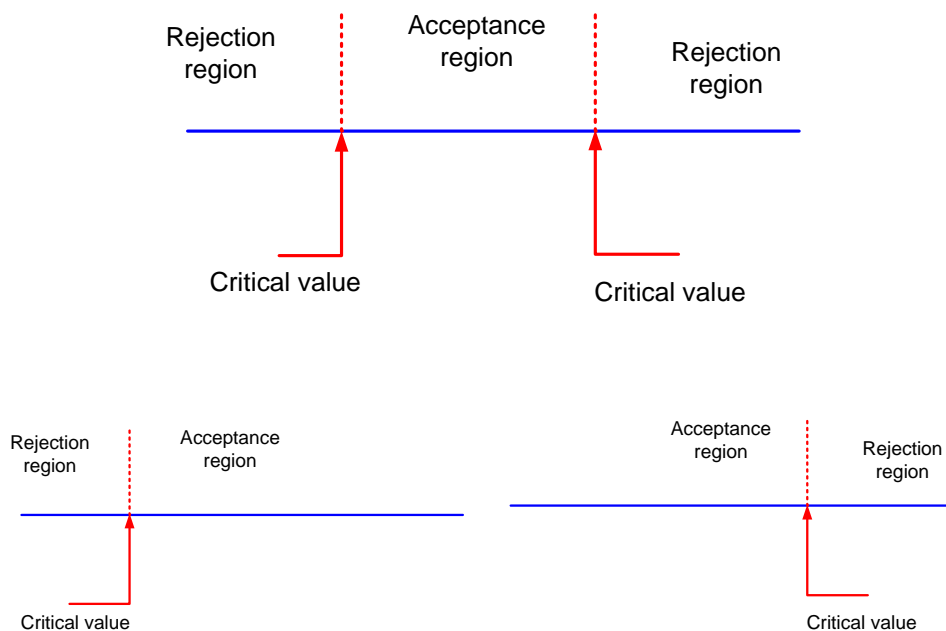 Rejection
region
Acceptance
region
Rejection
region
Critical value
Critical value
Rejection
region
Acceptance
region
Critical value
Acceptance
region
Rejection
region
Critical value